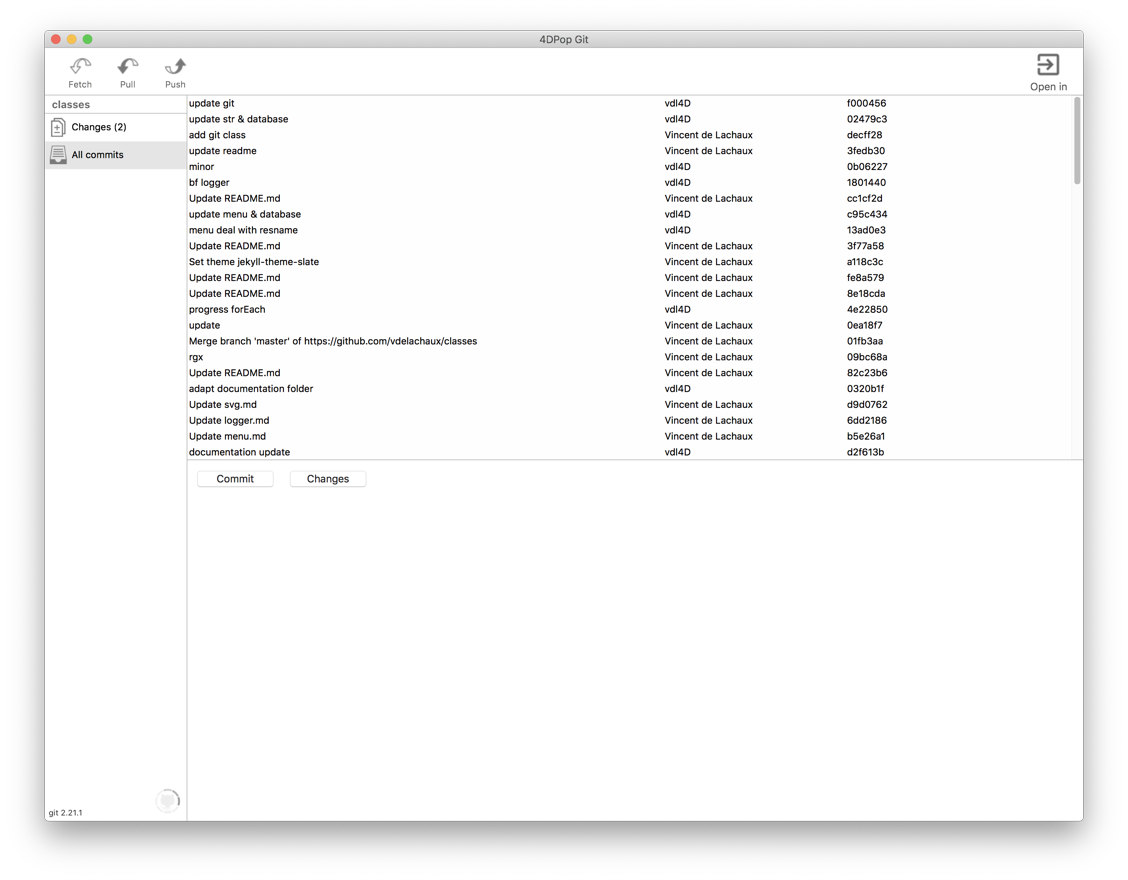 4DPop Git
Fetch Pull Push Open in
classes
Changes (2)
All commits
update git vdl4D f000456
update str & database vdl4D 02479c3
add git class Vincent de Lachaux decff28
update readme Vincent de Lachaux 3fedb30
minor vdl4D 0b06227
bf logger vdl4D 1801440
Update README.md Vincent de Lachaux cc1cf2d
update menu & database vdl4D c95c434
menu deal with resname vdl4D 13ad0e3
Update README.md Vincent de Lachaux 3f77a58
Set theme jekyll-theme-slate Vincent de Lachaux a118c3c
Update README.md Vincent de Lachaux fe8a579
Update README.md Vincent de Lachaux 8e18cda
progress forEach vdl4D 4e22850
update Vincent de Lachaux 0ea18f7
Merge branch 'master' of https://github.com/vdelachaux/classes Vincent de Lachaux 01fb3aa
rgx Vincent de Lachaux 09bc68a
Update README.md Vincent de Lachaux 82c23b6
adapt documentation folder vdl4D 0320b1f
Update svg.md Vincent de Lachaux d9d0762
Update logger.md Vincent de Lachaux 6dd2186
Update menu.md Vincent de Lachaux b5e26a1
documentation update vdl4D d2f613b
Commit Changes
git 2.21.1